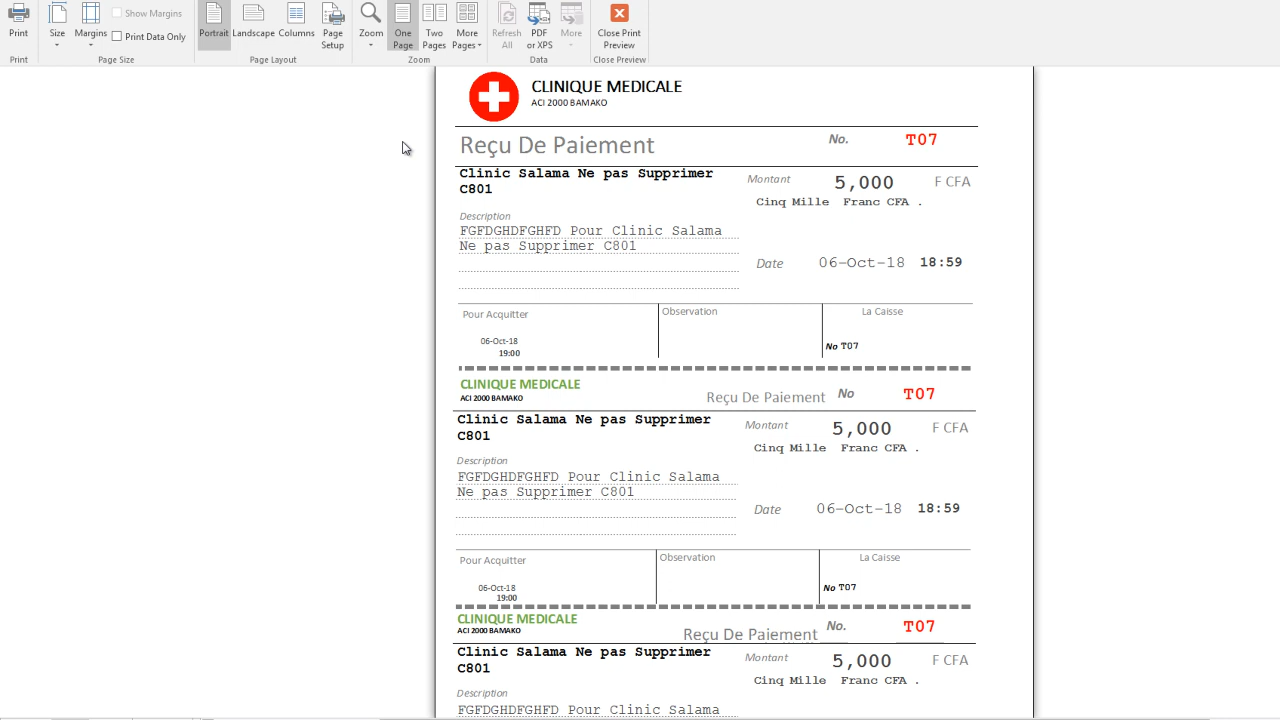 Print
Size
Margins
Show Margins
Print Data Only
Portrait
Landscape
Columns
Page Setup
Zoom
One Page
Two Pages
More Pages
Refresh All
PDF or XPS
More
Close Print Preview
Print
Page Size
Page Layout
Zoom
Data
Close Preview
CLINIQUE MEDICALE
ACI 2000 BAMAKO
Reçu De Paiement
No.
T07
Clinic Salama Ne pas Supprimer
C801
Montant
5,000
F CFA
Cinq Mille Franc CFA .
Description
FGFDGHDFGHFD Pour Clinic Salama
Ne pas Supprimer C801
Date
06-Oct-18
18:59
Pour Acquitter
Observation
La Caisse
06-Oct-18
19:00
No T07
CLINIQUE MEDICALE
ACI 2000 BAMAKO
Reçu De Paiement
No
T07
Clinic Salama Ne pas Supprimer
C801
Montant
5,000
F CFA
Cinq Mille Franc CFA .
Description
FGFDGHDFGHFD Pour Clinic Salama
Ne pas Supprimer C801
Date
06-Oct-18
18:59
Pour Acquitter
Observation
La Caisse
06-Oct-18
19:00
No T07
CLINIQUE MEDICALE
ACI 2000 BAMAKO
Reçu De Paiement
No.
T07
Clinic Salama Ne pas Supprimer
C801
Montant
5,000
F CFA
Cinq Mille Franc CFA .
Description
FGFDGHDFGHFD Pour Clinic Salama